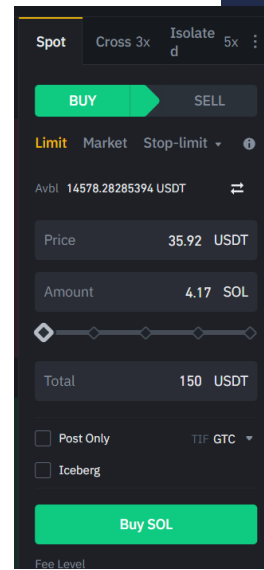 Spot Cross 3x Isolate
d 5x
BUY SELL
Limit Market Stop-limit
Avbl 14578.28285394 USDT
Price 35.92 USDT
Amount 4.17 SOL
Total 150 USDT
Post Only TIF GTC
Iceberg
Buy SOL
Fee Level